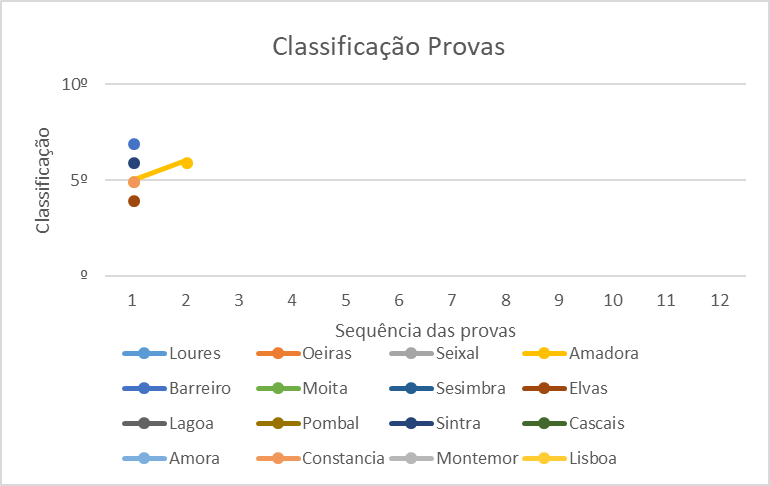 Classificação Provas
10º
5º
º
Classificação
1 2 3 4 5 6 7 8 9 10 11 12
Sequência das provas
Loures Oeiras Seixal Amadora
Barreiro Moita Sesimbra Elvas
Lagoa Pombal Sintra Cascais
Amora Constancia Montemor Lisboa